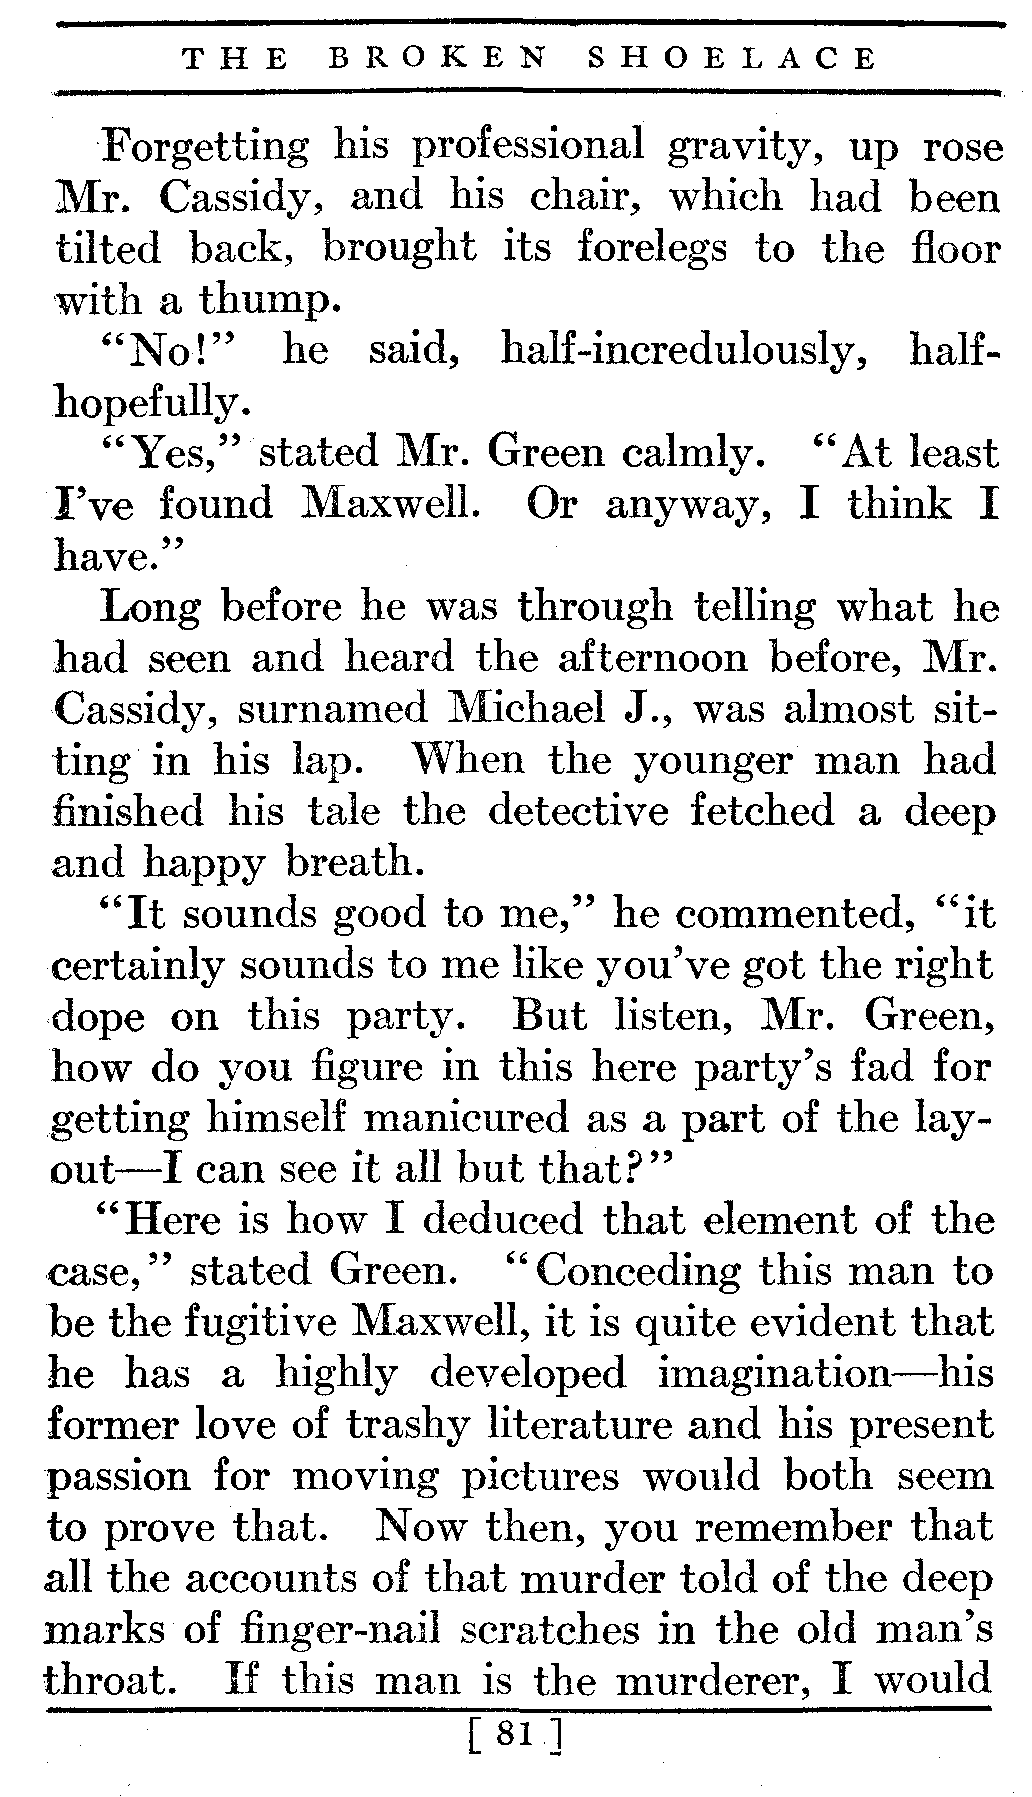 THE BROKEN SHOELACE
Forgetting his professional gravity, up rose
Mr. Cassidy, and his chair, which had been
tilted back, brought its forelegs to the floor
with a thump.
“No!” he said, half-incredulously, half-
hopefully.
“Yes,” stated Mr. Green calmly. “At least
I’ve found Maxwell. Or anyway, I think I
have.”
Long before he was through telling what he
had seen and heard the afternoon before, Mr.
Cassidy, surnamed Michael J., was almost sit-
ting in his lap. When the younger man had
finished his tale the detective fetched a deep
and happy breath.
“It sounds good to me,” he commented, “it
certainly sounds to me like you’ve got the right
dope on this party. But listen, Mr. Green,
how do you figure in this here party’s fad for
getting himself manicured as a part of the lay-
out—I can see it all but that?”
“Here is how I deduced that element of the
case,” stated Green. “Conceding this man to
be the fugitive Maxwell, it is quite evident that
he has a highly developed imagination—his
former love of trashy literature and his present
passion for moving pictures would both seem
to prove that. Now then, you remember that
all the accounts of that murder told of the deep
marks of finger-nail scratches in the old man’s
throat. If this man is the murderer, I would
[ 81 ]